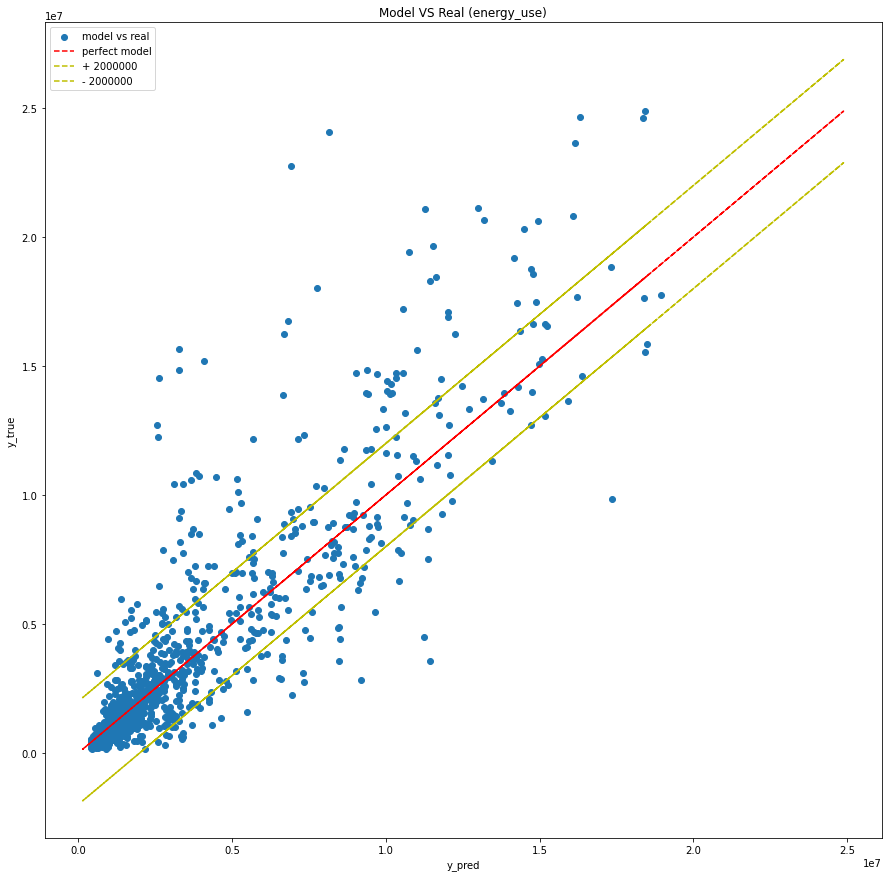 Model VS Real (energy_use)
1e7
model vs real
perfect model
+ 2000000
- 2000000
2.5
2.0
1.5
1.0
0.5
0.0
y_true
0.0 0.5 1.0 1.5 2.0 2.5
1e7
y_pred